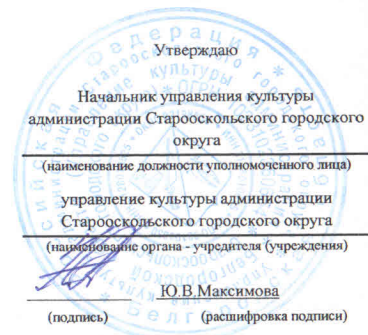 Утверждаю
Начальник управления культуры
администрации Старооскольского городского
округа
(наименование должности уполномоченного лица)
управление культуры администрации
Старооскольского городского округа
(наименование органа - учредителя (учреждения)
Ю.В.Максимова
(подпись) (расшифровка подписи)